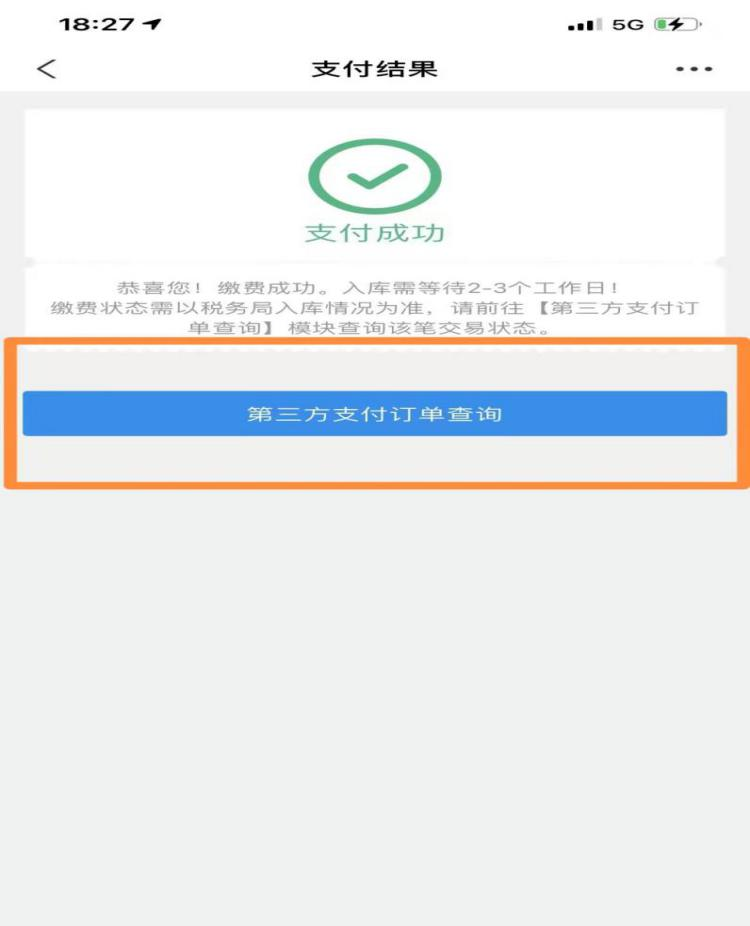 18:27
5G
支付结果
支付成功
恭喜您！缴费成功。入库需等待2-3个工作日！
缴费状态需以税务局入库情况为准，请前往【第三方支付订
单查询】模块查询该笔交易状态。
第三方支付订单查询